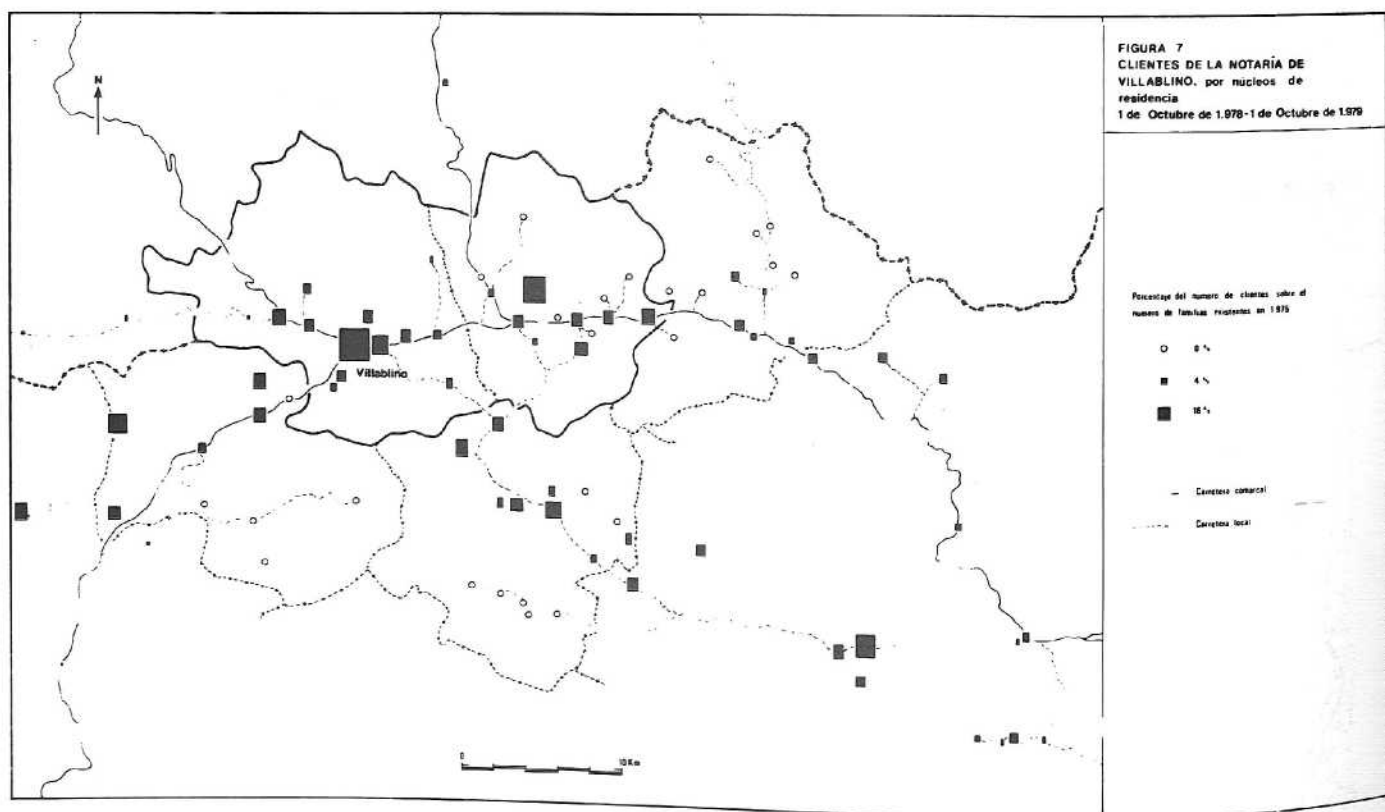 FIGURA 7
CLIENTES DE LA NOTARÍA DE
VILLABLINO, por núcleos de
residencia
1 de Octubre de 1.978-1 de Octubre de 1.979
N
Villablino
Porcentaje del numero de clientes sobre el
numero de familias existentes en 1975
0 %
4 %
16 %
Carretera comarcal
Carretera local
0
10 Km